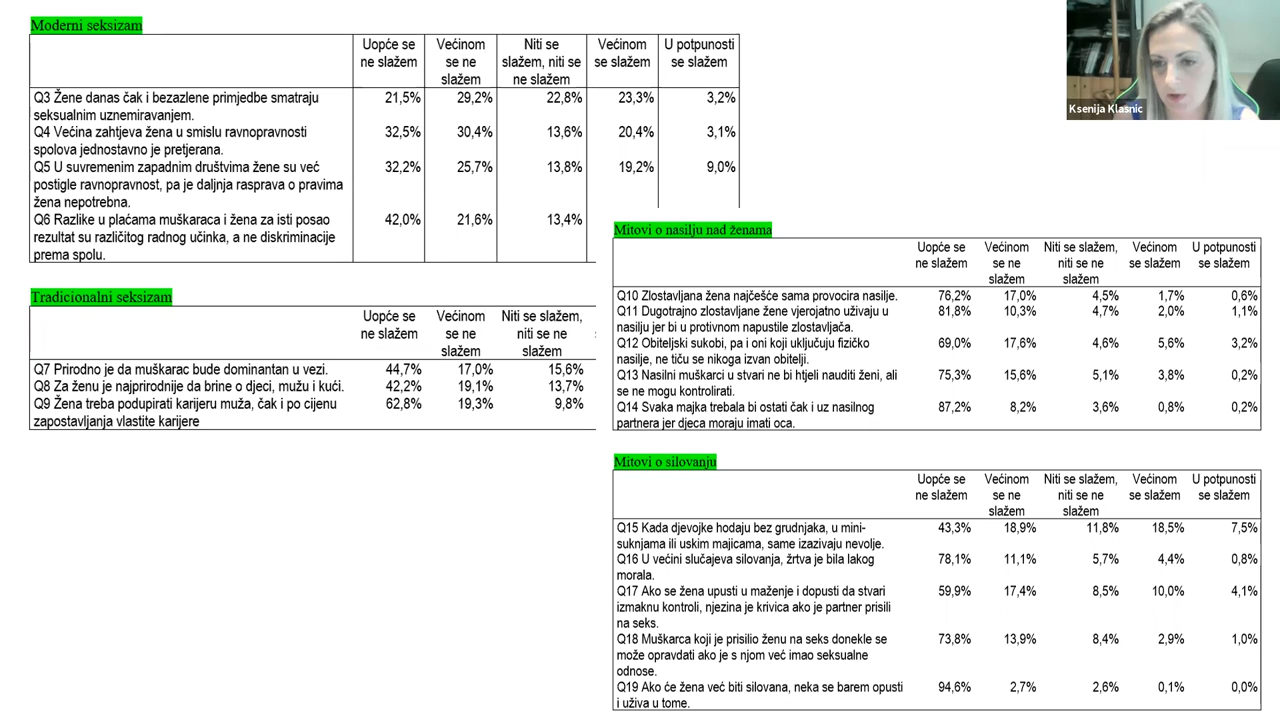 Moderni seksizam
Uopće se Većinom Niti se Većinom U potpunosti
ne slažem se ne slažem, niti se se slažem se slažem
slažem ne slažem
Q3 Žene danas čak i bezazlene primjedbe smatraju 21,5% 29,2% 22,8% 23,3% 3,2%
seksualnim uznemiravanjem.
Q4 Većina zahtjeva žena u smislu ravnopravnosti 32,5% 30,4% 13,6% 20,4% 3,1%
spolova jednostavno je pretjerana.
Q5 U suvremenim zapadnim društvima žene su već 32,2% 25,7% 13,8% 19,2% 9,0%
postigle ravnopravnost, pa je daljnja rasprava o pravima
žena nepotrebna.
Q6 Razlike u plaćama muškaraca i žena za isti posao 42,0% 21,6% 13,4%
rezultat su različitog radnog učinka, a ne diskriminacije
prema spolu.
Tradicionalni seksizam
Uopće se Većinom Niti se slažem,
ne slažem se ne niti se ne
slažem slažem
Q7 Prirodno je da muškarac bude dominantan u vezi. 44,7% 17,0% 15,6%
Q8 Za ženu je najprirodnije da brine o djeci, mužu i kući. 42,2% 19,1% 13,7%
Q9 Žena treba podupirati karijeru muža, čak i po cijenu 62,8% 19,3% 9,8%
zapostavljanja vlastite karijere
Mitovi o nasilju nad ženama
Uopće se Većinom Niti se slažem, Većinom U potpunosti
ne slažem se ne niti se ne se slažem se slažem
slažem slažem
Q10 Zlostavljana žena najčešće sama provocira nasilje. 76,2% 17,0% 4,5% 1,7% 0,6%
Q11 Dugotrajno zlostavljane žene vjerojatno uživaju u 81,8% 10,3% 4,7% 2,0% 1,1%
nasilju jer bi u protivnom napustile zlostavljača.
Q12 Obiteljski sukobi, pa i oni koji uključuju fizičko 69,0% 17,6% 4,6% 5,6% 3,2%
nasilje, ne tiču se nikoga izvan obitelji.
Q13 Nasilni muškarci u stvari ne bi htjeli nauditi ženi, ali 75,3% 15,6% 5,1% 3,8% 0,2%
se ne mogu kontrolirati.
Q14 Svaka majka trebala bi ostati čak i uz nasilnog 87,2% 8,2% 3,6% 0,8% 0,2%
partnera jer djeca moraju imati oca.
Mitovi o silovanju
Uopće se Većinom Niti se slažem, Većinom U potpunosti
ne slažem se ne niti se ne se slažem se slažem
slažem slažem
Q15 Kada djevojke hodaju bez grudnjaka, u mini- 43,3% 18,9% 11,8% 18,5% 7,5%
suknjama ili uskim majicama, same izazivaju nevolje.
Q16 U većini slučajeva silovanja, žrtva je bila lakog 78,1% 11,1% 5,7% 4,4% 0,8%
morala.
Q17 Ako se žena upusti u maženje i dopusti da stvari 59,9% 17,4% 8,5% 10,0% 4,1%
izmaknu kontroli, njezina je krivica ako je partner prisili
na seks.
Q18 Muškarca koji je prisilio ženu na seks donekle se 73,8% 13,9% 8,4% 2,9% 1,0%
može opravdati ako je s njom već imao seksualne
odnose.
Q19 Ako će žena već biti silovana, neka se barem opusti 94,6% 2,7% 2,6% 0,1% 0,0%
i uživa u tome.
Ksenija Klasnic